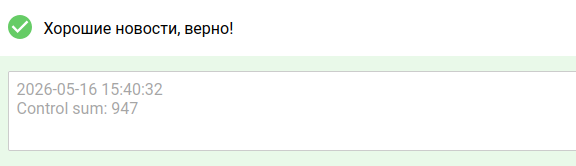 Хорошие новости, верно!
2026-05-16 15:40:32
Control sum: 947